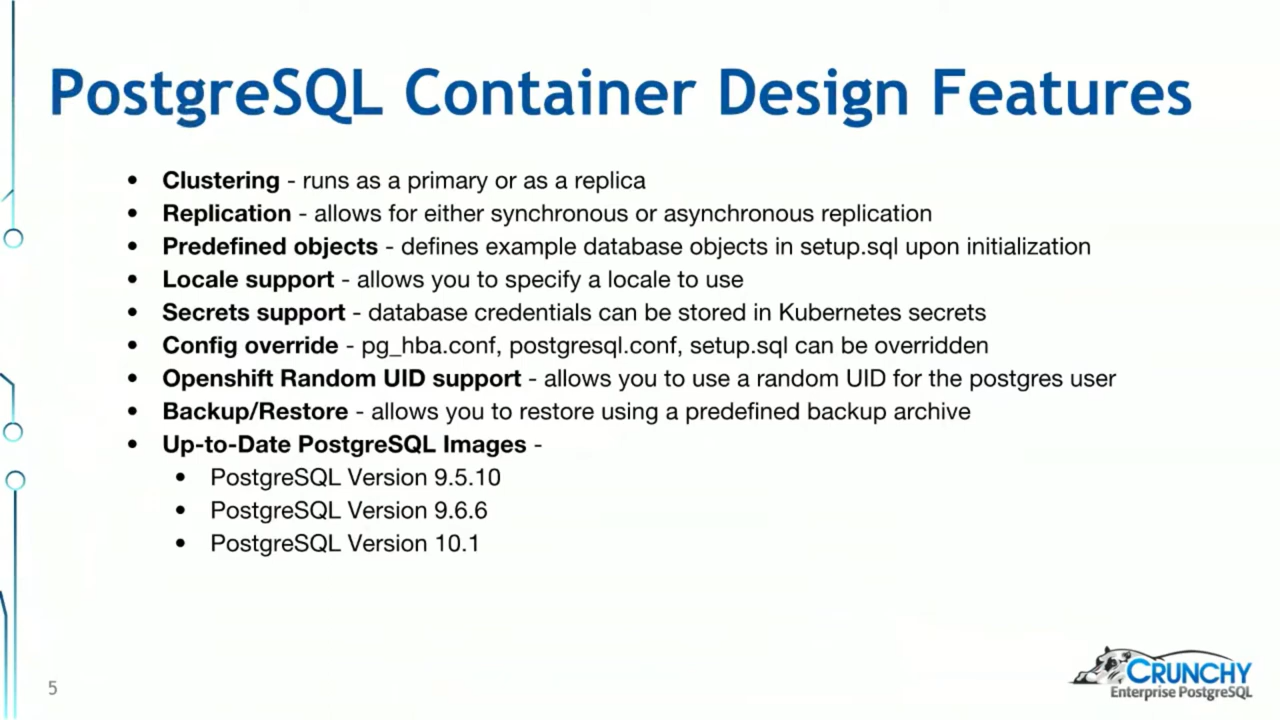 PostgreSQL Container Design Features
• Clustering - runs as a primary or as a replica
• Replication - allows for either synchronous or asynchronous replication
• Predefined objects - defines example database objects in setup.sql upon initialization
• Locale support - allows you to specify a locale to use
• Secrets support - database credentials can be stored in Kubernetes secrets
• Config override - pg_hba.conf, postgresql.conf, setup.sql can be overridden
• Openshift Random UID support - allows you to use a random UID for the postgres user
• Backup/Restore - allows you to restore using a predefined backup archive
• Up-to-Date PostgreSQL Images -
• PostgreSQL Version 9.5.10
• PostgreSQL Version 9.6.6
• PostgreSQL Version 10.1
5
CRUNCHY
Enterprise PostgreSQL